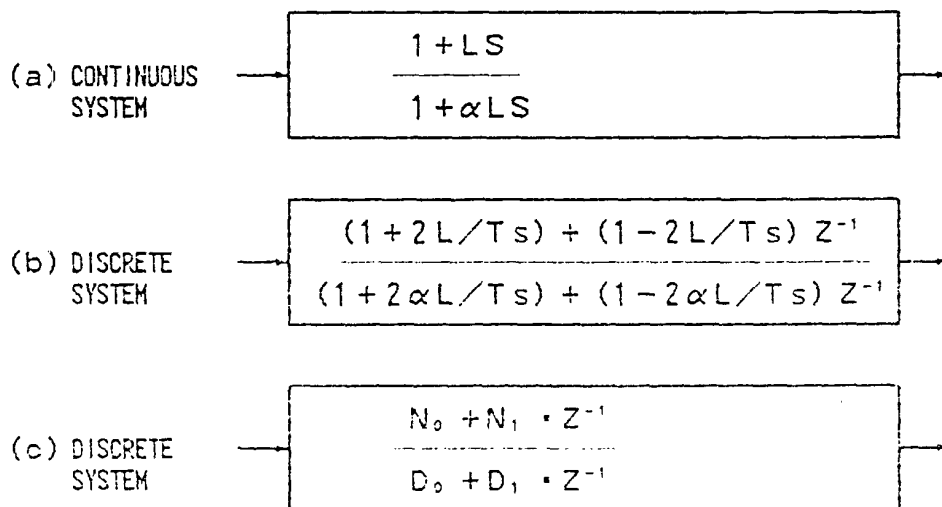 (a) CONTINUOUS
SYSTEM
1 + LS
1 + αLS
(b) DISCRETE
SYSTEM
(1 + 2L/Ts) + (1 - 2L/Ts) Z⁻¹
(1 + 2αL/Ts) + (1 - 2αL/Ts) Z⁻¹
(c) DISCRETE
SYSTEM
N₀ + N₁ · Z⁻¹
D₀ + D₁ · Z⁻¹